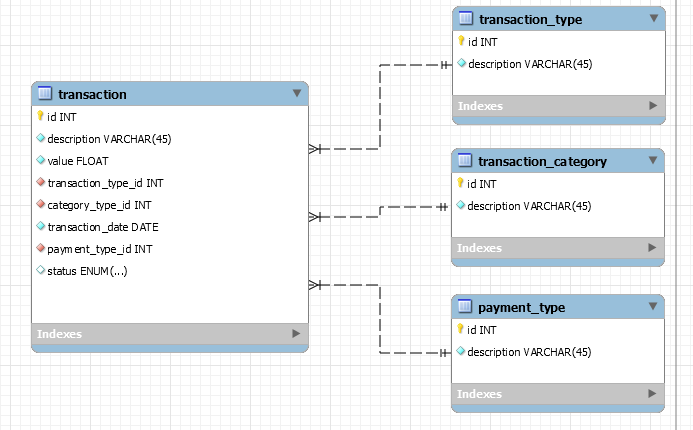 transaction
id INT
description VARCHAR(45)
value FLOAT
transaction_type_id INT
category_type_id INT
transaction_date DATE
payment_type_id INT
status ENUM(...)
Indexes
transaction_type
id INT
description VARCHAR(45)
Indexes
transaction_category
id INT
description VARCHAR(45)
Indexes
payment_type
id INT
description VARCHAR(45)
Indexes